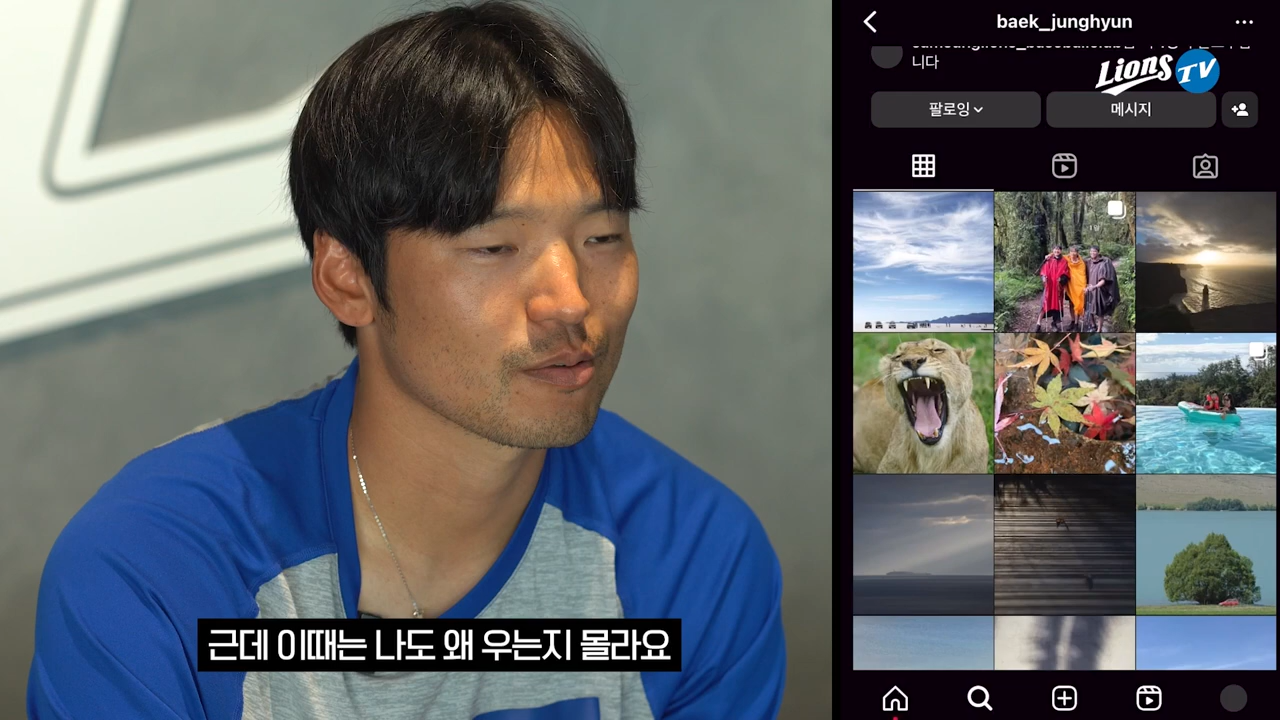 baek_junghyun
니다
Lions TV
팔로잉
메시지
근데 이때는 나도 왜 우는지 몰라요